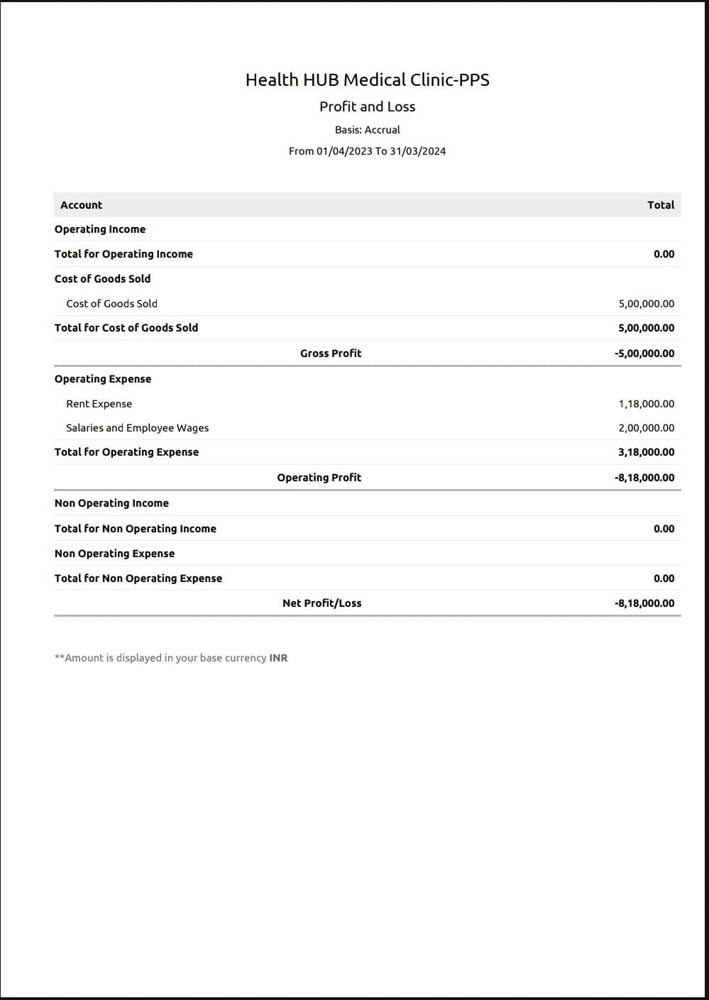 Health HUB Medical Clinic-PPS
Profit and Loss
Basis: Accrual
From 01/04/2023 To 31/03/2024
Account Total
Operating Income
Total for Operating Income 0.00
Cost of Goods Sold
Cost of Goods Sold 5,00,000.00
Total for Cost of Goods Sold 5,00,000.00
Gross Profit -5,00,000.00
Operating Expense
Rent Expense 1,18,000.00
Salaries and Employee Wages 2,00,000.00
Total for Operating Expense 3,18,000.00
Operating Profit -8,18,000.00
Non Operating Income
Total for Non Operating Income 0.00
Non Operating Expense
Total for Non Operating Expense 0.00
Net Profit/Loss -8,18,000.00
**Amount is displayed in your base currency INR